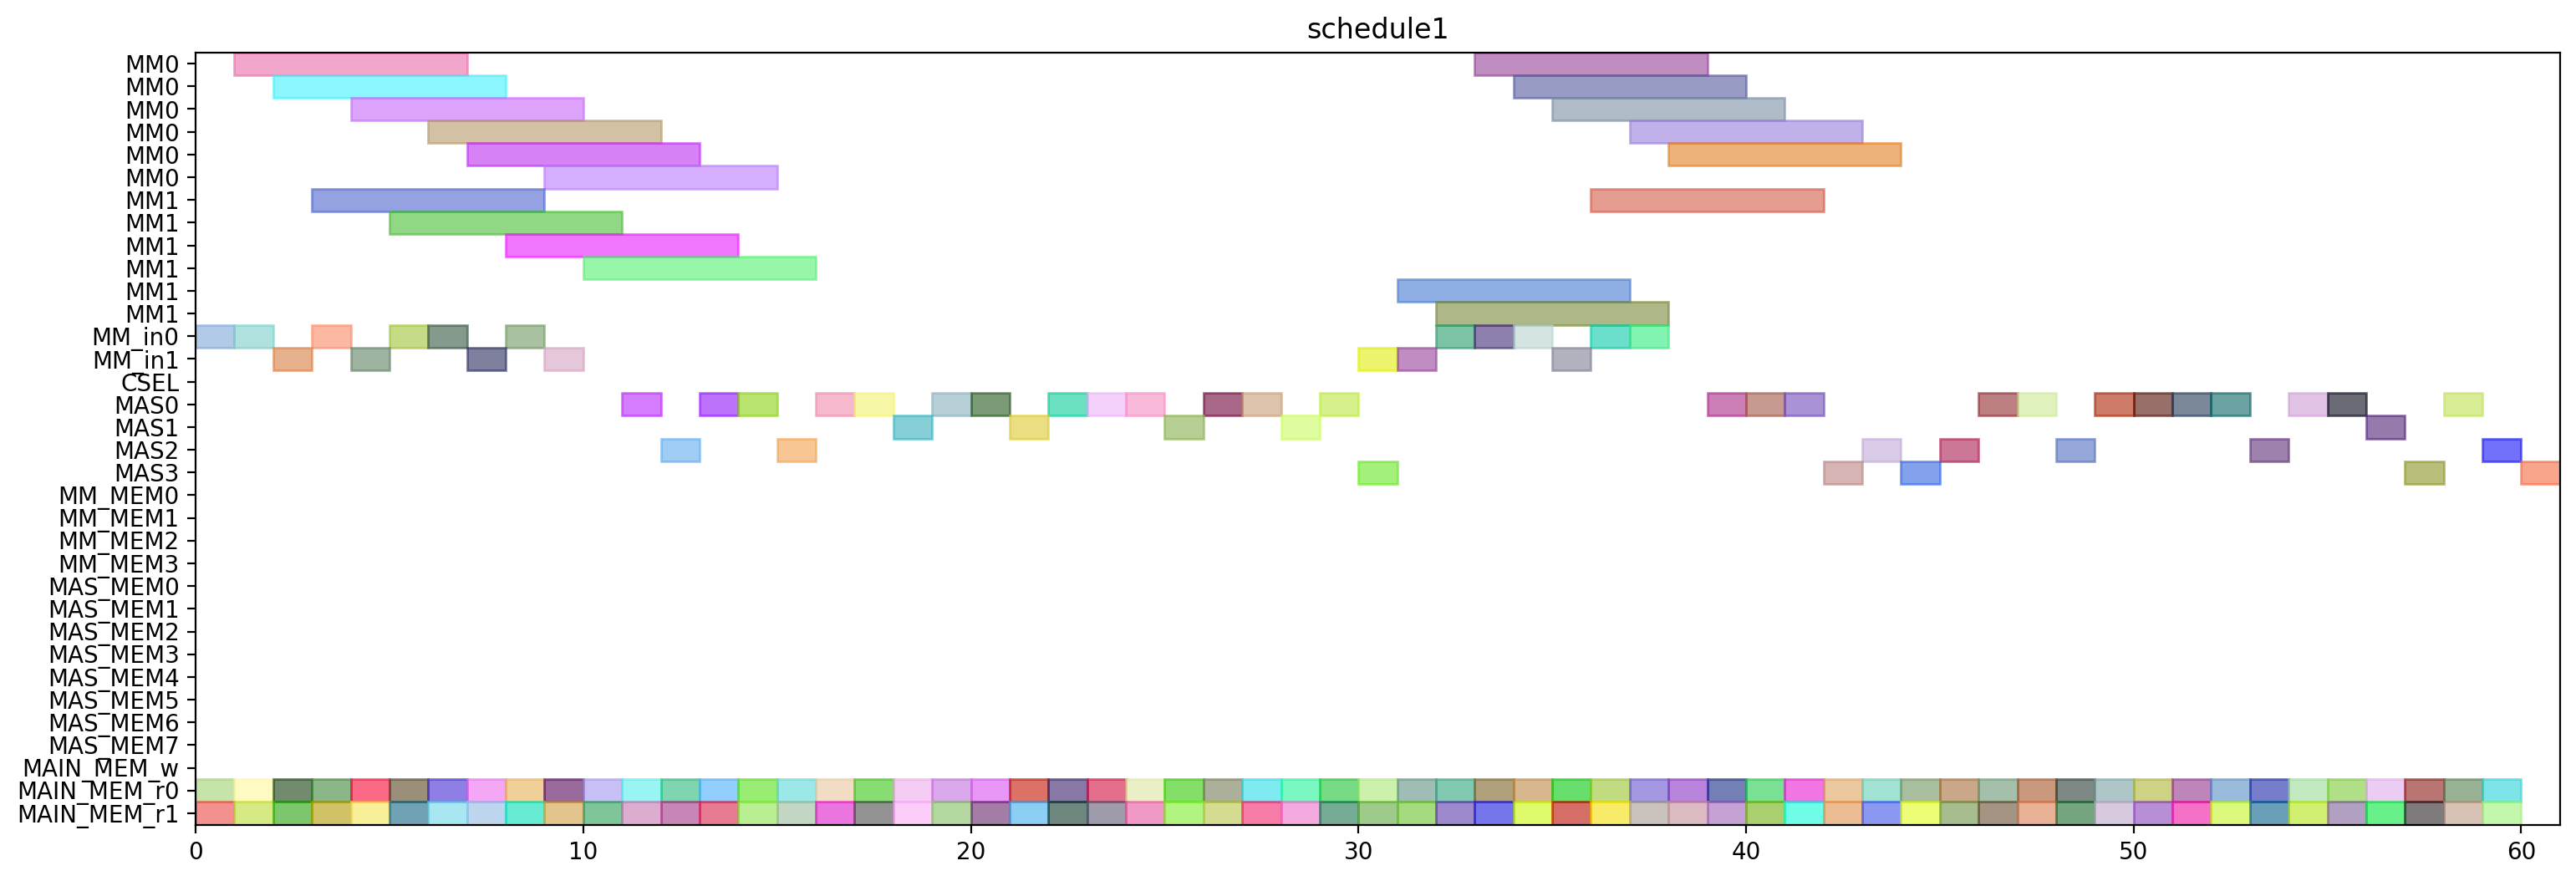 schedule1
MM0
MM0
MM0
MM0
MM0
MM0
MM1
MM1
MM1
MM1
MM1
MM1
MM_in0
MM_in1
CSEL
MAS0
MAS1
MAS2
MAS3
MM_MEM0
MM_MEM1
MM_MEM2
MM_MEM3
MAS_MEM0
MAS_MEM1
MAS_MEM2
MAS_MEM3
MAS_MEM4
MAS_MEM5
MAS_MEM6
MAS_MEM7
MAIN_MEM_w
MAIN_MEM_r0
MAIN_MEM_r1
0 10 20 30 40 50 60